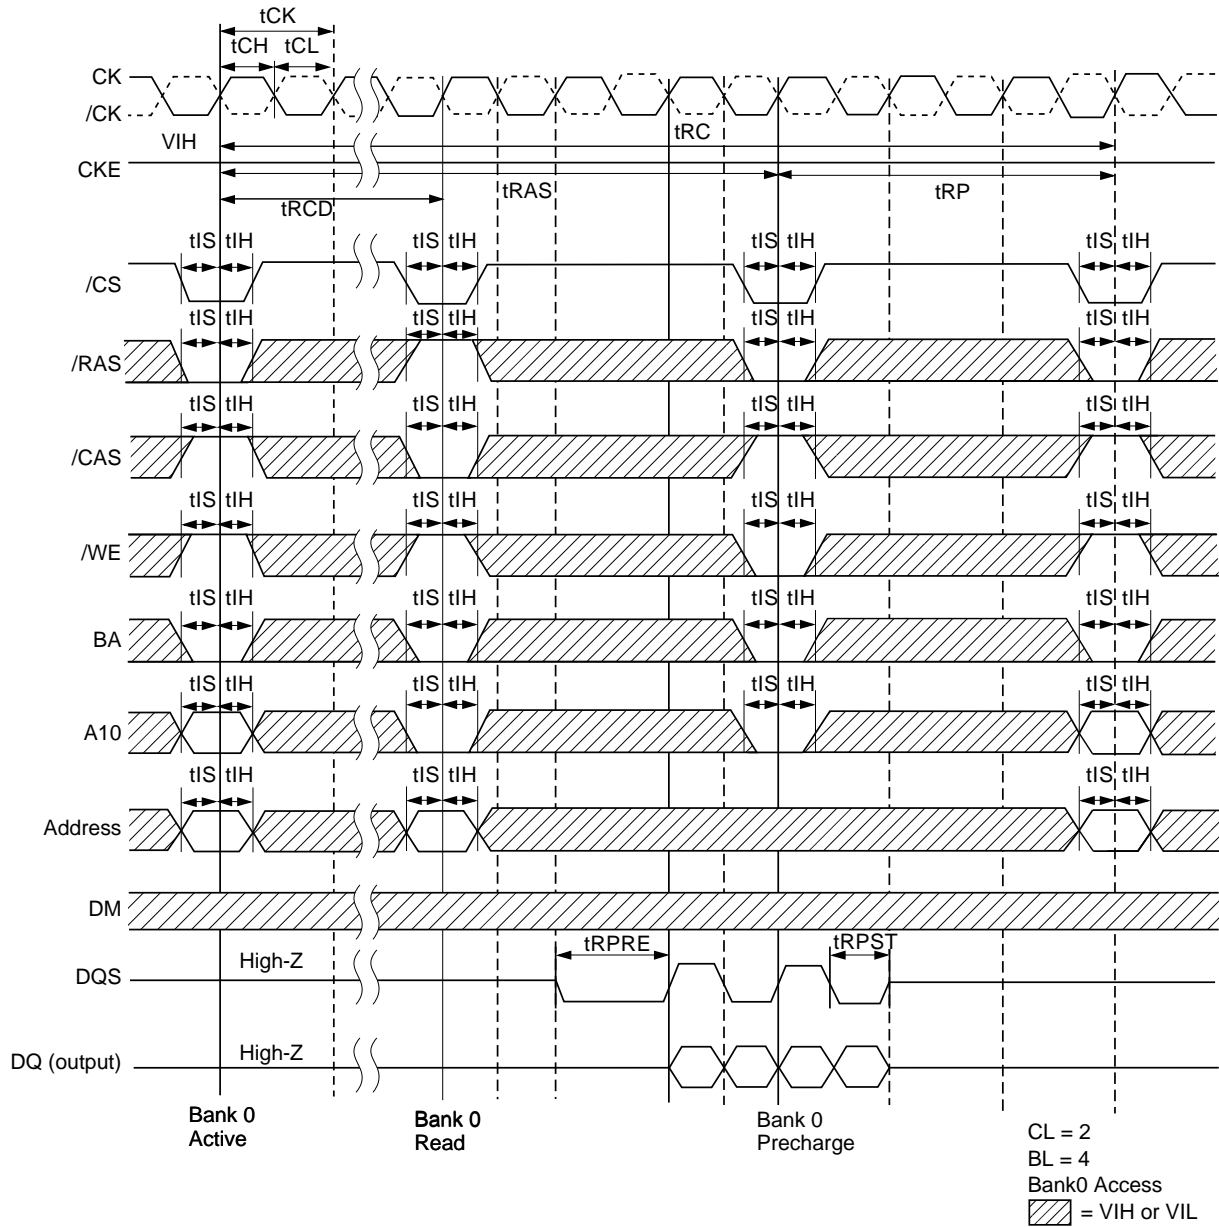 tCK
tCH tCL
CK
/CK
VIH
tRC
CKE
tRAS
tRP
tRCD
tIS tIH tIS tIH tIS tIH tIS tIH
/CS
tIS tIH tIS tIH tIS tIH tIS tIH
/RAS
tIS tIH tIS tIH tIS tIH tIS tIH
/CAS
tIS tIH tIS tIH tIS tIH tIS tIH
/WE
tIS tIH tIS tIH tIS tIH tIS tIH
BA
tIS tIH tIS tIH tIS tIH tIS tIH
A10
tIS tIH tIS tIH tIS tIH
Address
DM
tRPRE tRPST
High-Z
DQS
High-Z
DQ (output)
Bank 0
Active
Bank 0
Read
Bank 0
Precharge
CL = 2
BL = 4
Bank0 Access
= VIH or VIL